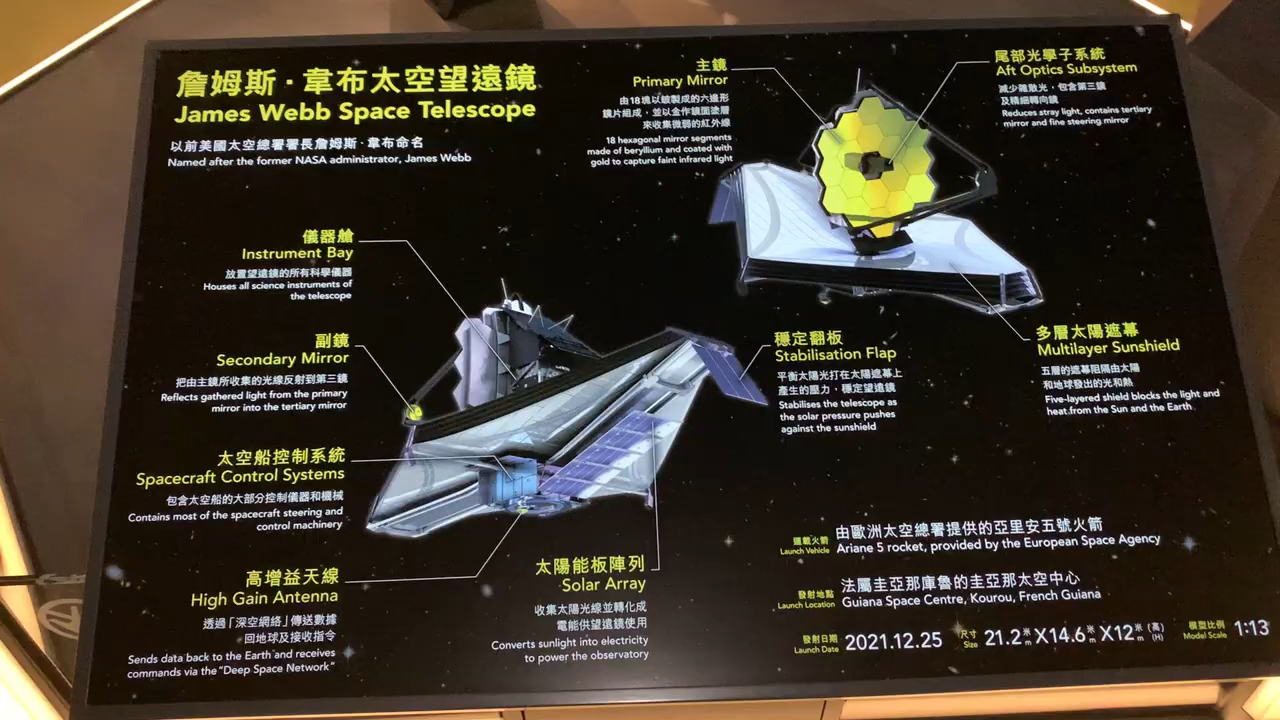 詹姆斯·韋布太空望遠鏡
James Webb Space Telescope
以前美國太空總署署長詹姆斯·韋布命名
Named after the former NASA administrator, James Webb
主鏡
Primary Mirror
由18塊以鈹製成的六邊形
鏡片組成，並以金作鏡面塗層
來收集微弱的紅外線
18 hexagonal mirror segments
made of beryllium and coated with
gold to capture faint infrared light
尾部光學子系統
Aft Optics Subsystem
減少雜散光，包含第三鏡
及精細轉向鏡
Reduces stray light, contains tertiary
mirror and fine steering mirror
儀器艙
Instrument Bay
放置望遠鏡的所有科學儀器
Houses all science instruments of
the telescope
副鏡
Secondary Mirror
把由主鏡所收集的光線反射到第三鏡
Reflects gathered light from the primary
mirror into the tertiary mirror
穩定翻板
Stabilisation Flap
平衡太陽光打在太陽遮幕上
產生的壓力，穩定望遠鏡
Stabilises the telescope as
the solar pressure pushes
against the sunshield
多層太陽遮幕
Multilayer Sunshield
五層的遮幕阻隔由太陽
和地球發出的光和熱
Five-layered shield blocks the light and
heat from the Sun and the Earth
太空船控制系統
Spacecraft Control Systems
包含太空船的大部分控制儀器和機械
Contains most of the spacecraft steering and
control machinery
高增益天線
High Gain Antenna
透過「深空網絡」傳送數據
回地球及接收指令
Sends data back to the Earth and receives
commands via the "Deep Space Network"
太陽能板陣列
Solar Array
收集太陽光線並轉化成
電能供望遠鏡使用
Converts sunlight into electricity
to power the observatory
運載火箭 由歐洲太空總署提供的亞里安五號火箭
Launch Vehicle Ariane 5 rocket, provided by the European Space Agency
發射地點 法屬圭亞那庫魯的圭亞那太空中心
Launch Location Guiana Space Centre, Kourou, French Guiana
發射日期 Launch Date 2021.12.25
尺寸 Size 21.2米 m X14.6米 m X12米 m (高) (H)
模型比例 Model Scale 1:13